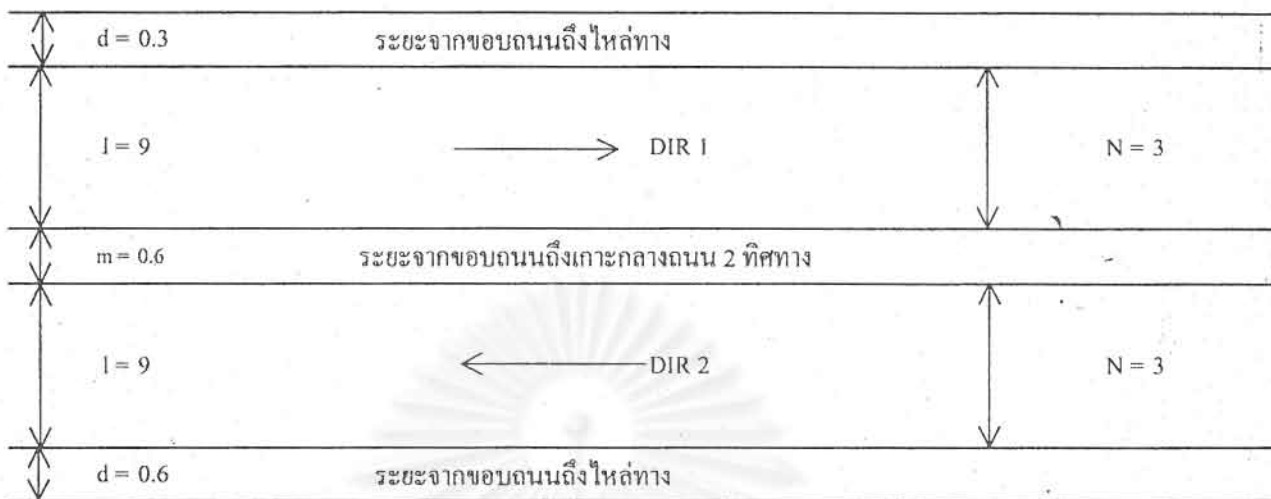 d = 0.3 ระยะจากขอบถนนถึงไหล่ทาง
l = 9 DIR 1 N = 3
m = 0.6 ระยะจากขอบถนนถึงเกาะกลางถนน 2 ทิศทาง
l = 9 DIR 2 N = 3
d = 0.6 ระยะจากขอบถนนถึงไหล่ทาง